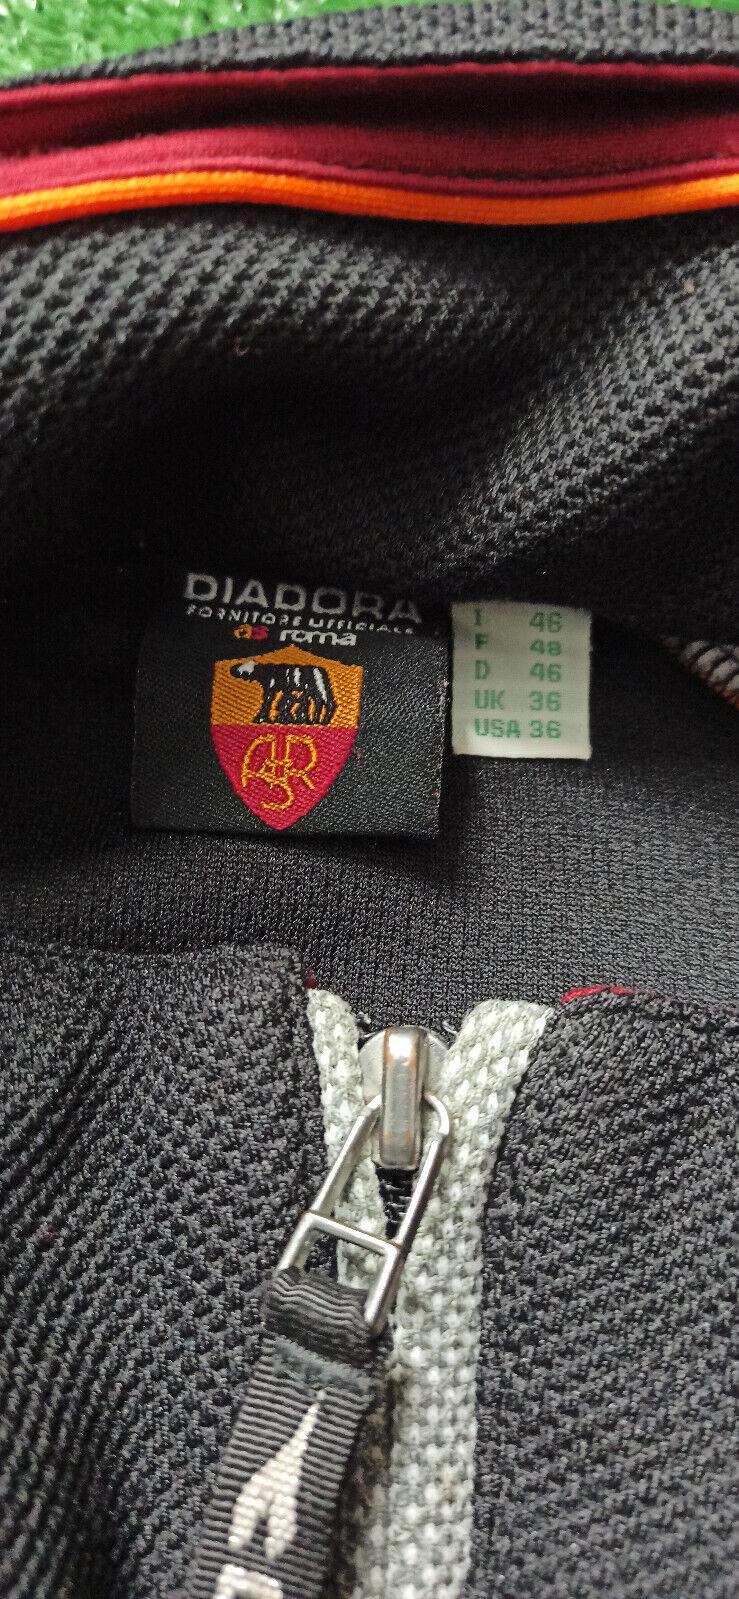 DIADORA
FORNITORE UFFICIALE
as roma
ASR
I 46
F 48
D 46
UK 36
USA 36